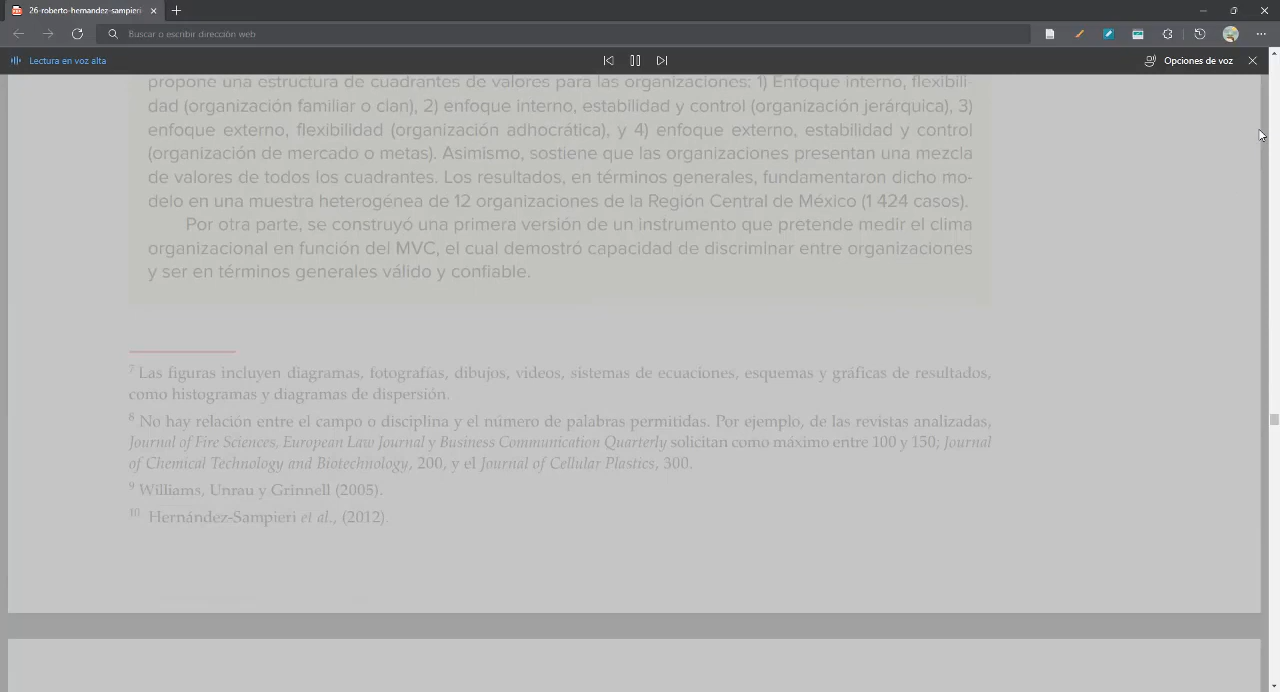 26-roberto-hernandez-sampieri
Buscar o escribir dirección web
Lectura en voz alta
Opciones de voz
propone una estructura de cuadrantes de valores para las organizaciones: 1) Enfoque interno, flexibili-
dad (organización familiar o clan), 2) enfoque interno, estabilidad y control (organización jerárquica), 3)
enfoque externo, flexibilidad (organización adhocrática), y 4) enfoque externo, estabilidad y control
(organización de mercado o metas). Asimismo, sostiene que las organizaciones presentan una mezcla
de valores de todos los cuadrantes. Los resultados, en términos generales, fundamentaron dicho mo-
delo en una muestra heterogénea de 12 organizaciones de la Región Central de México (1 424 casos).
Por otra parte, se construyó una primera versión de un instrumento que pretende medir el clima
organizacional en función del MVC, el cual demostró capacidad de discriminar entre organizaciones
y ser en términos generales válido y confiable.
7 Las figuras incluyen diagramas, fotografías, dibujos, videos, sistemas de ecuaciones, esquemas y gráficas de resultados,
como histogramas y diagramas de dispersión.
8 No hay relación entre el campo o disciplina y el número de palabras permitidas. Por ejemplo, de las revistas analizadas,
Journal of Fire Sciences, European Law Journal y Business Communication Quarterly solicitan como máximo entre 100 y 150; Journal
of Chemical Technology and Biotechnology, 200, y el Journal of Cellular Plastics, 300.
9 Williams, Unrau y Grinnell (2005).
10 Hernández-Sampieri et al., (2012).